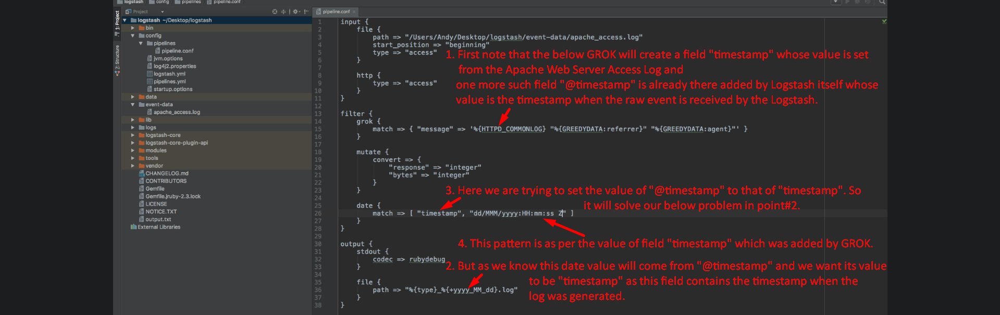 logstash config pipelines pipeline.conf
Project
pipeline.conf
1: Project
Z: Structure
logstash ~/Desktop/logstash
bin
config
pipelines
pipeline.conf
jvm.options
log4j2.properties
logstash.yml
pipelines.yml
startup.options
data
event-data
apache_access.log
lib
logs
logstash-core
logstash-core-plugin-api
modules
tools
vendor
CHANGELOG.md
CONTRIBUTORS
Gemfile
Gemfile.jruby-2.3.lock
LICENSE
NOTICE.TXT
output.txt
External Libraries
1 input {
2 file {
3 path => "/Users/Andy/Desktop/logstash/event-data/apache_access.log"
4 start_position => "beginning"
5 type => "access"
6 }
7
8 http {
9 type => "access"
10 }
11 }
12
13 filter {
14 grok {
15 match => { "message" => '%{HTTPD_COMMONLOG} "%{GREEDYDATA:referrer}" "%{GREEDYDATA:agent}"' }
16 }
17
18 mutate {
19 convert => {
20 "response" => "integer"
21 "bytes" => "integer"
22 }
23 }
24
25 date {
26 match => [ "timestamp", "dd/MMM/yyyy:HH:mm:ss Z" ]
27 }
28 }
29
30 output {
31 stdout {
32 codec => rubydebug
33 }
34
35 file {
36 path => "%{type}_%{+yyyy_MM_dd}.log"
37 }
38 }
1. First note that the below GROK will create a field "timestamp" whose value is set
from the Apache Web Server Access Log and
one more such field "@timestamp" is already there added by Logstash itself whose
value is the timestamp when the raw event is received by the Logstash.
3. Here we are trying to set the value of "@timestamp" to that of "timestamp". So
it will solve our below problem in point#2.
4. This pattern is as per the value of field "timestamp" which was added by GROK.
2. But as we know this date value will come from "@timestamp" and we want its value
to be "timestamp" as this field contains the timestamp when the
log was generated.